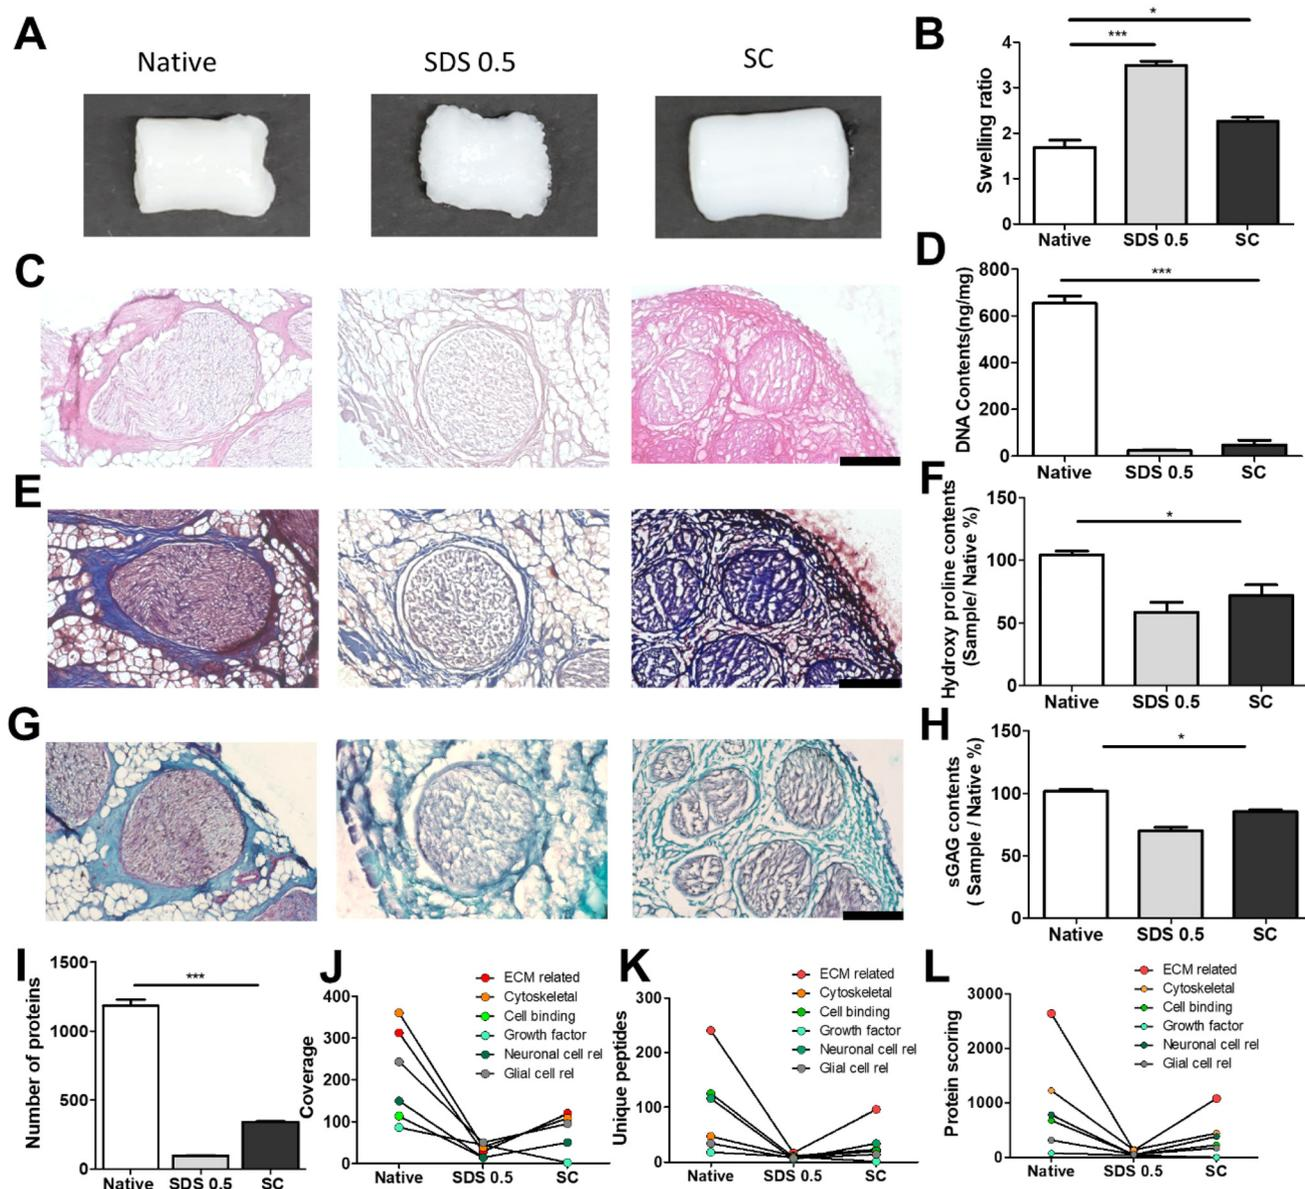 A
Native
SDS 0.5
SC
B
*
***
4
3
2
1
0
Swelling ratio
Native SDS 0.5 SC
C
D
***
800
600
400
200
0
DNA Contents(ng/mg)
Native SDS 0.5 SC
E
F
*
150
100
50
0
Hydroxy proline contents
(Sample/ Native %)
Native SDS 0.5 SC
G
H
*
150
100
50
0
sGAG contents
( Sample / Native %)
Native SDS 0.5 SC
I
***
1500
1000
500
0
Number of proteins
Native SDS 0.5 SC
J
ECM related
Cytoskeletal
Cell binding
Growth factor
Neuronal cell rel
Glial cell rel
400
300
200
100
0
Coverage
Native SDS 0.5 SC
K
ECM related
Cytoskeletal
Cell binding
Growth factor
Neuronal cell rel
Glial cell rel
300
200
100
0
Unique peptides
Native SDS 0.5 SC
L
ECM related
Cytoskeletal
Cell binding
Growth factor
Neuronal cell rel
Glial cell rel
3000
2000
1000
0
Protein scoring
Native SDS 0.5 SC